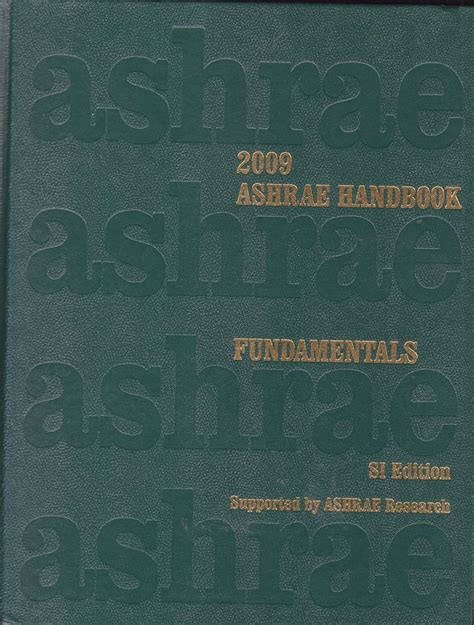 ashrae
2009
ASHRAE HANDBOOK
ashrae
FUNDAMENTALS
ashrae
SI Edition
Supported by ASHRAE Research
ashrae